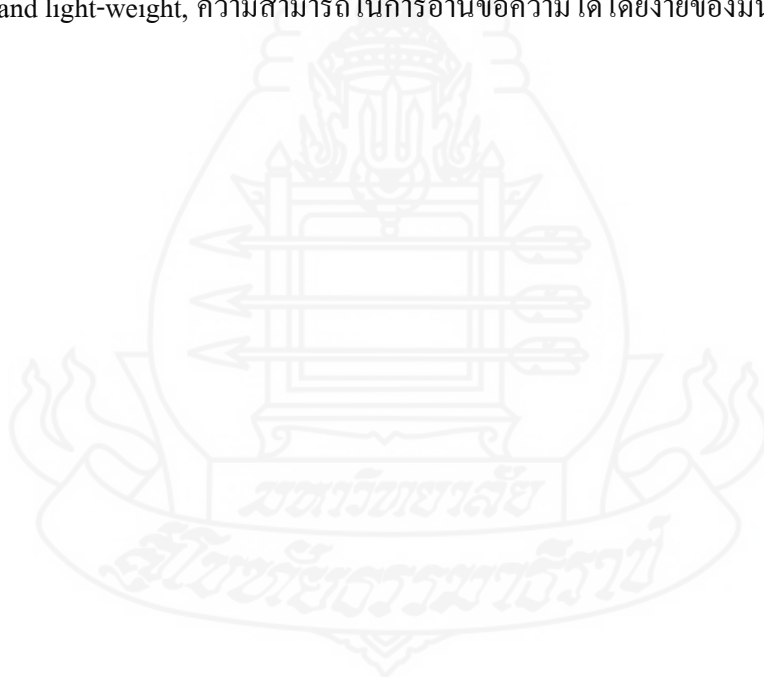 and light-weight, ความสามารถในการอ่านข้อความได้โดยง่ายของมน
มหาวิทยาลัย
สุโขทัยธรรมาธิราช